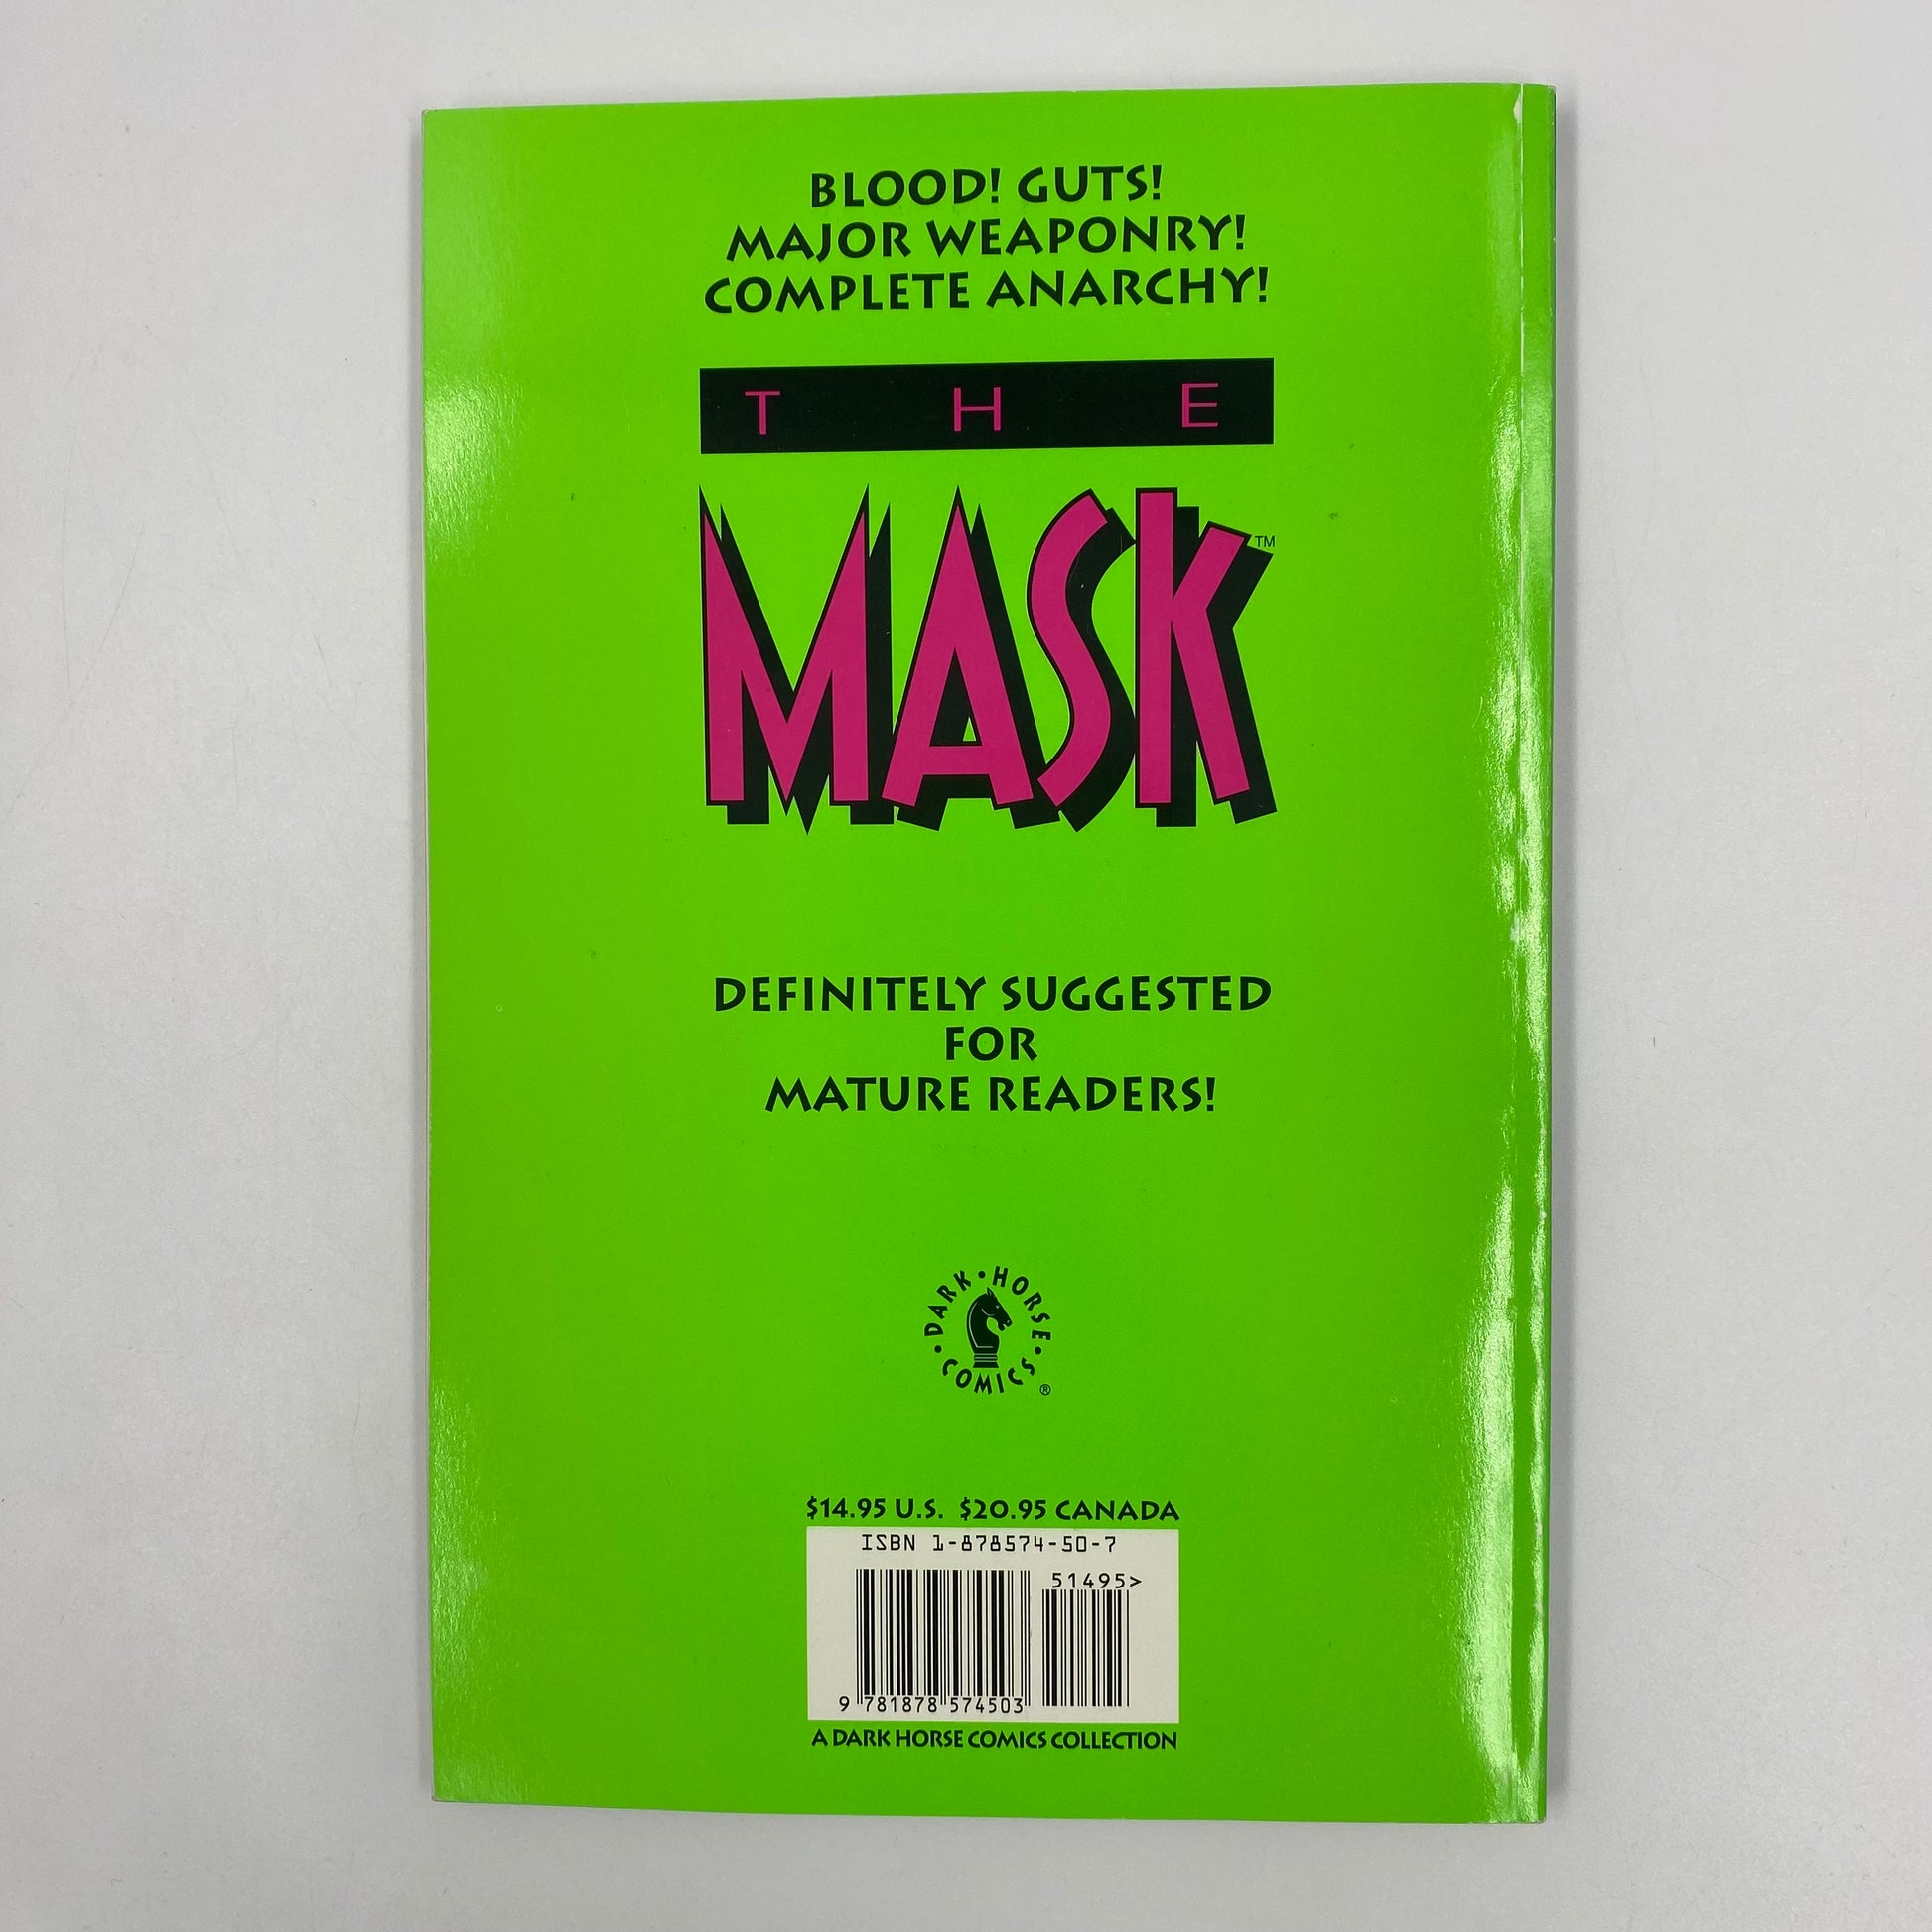 BLOOD! GUTS!
MAJOR WEAPONRY!
COMPLETE ANARCHY!
THE
MASK™
DEFINITELY SUGGESTED
FOR
MATURE READERS!
DARK • HORSE • COMICS •®
$14.95 U.S. $20.95 CANADA
ISBN 1-878574-50-7
51495>
9 781878 574503
A DARK HORSE COMICS COLLECTION